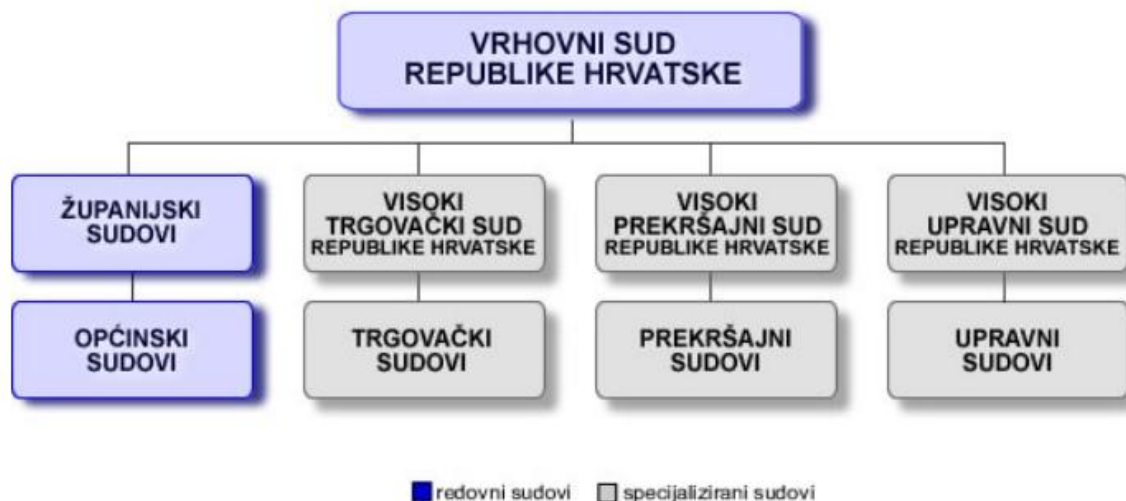 VRHOVNI SUD
REPUBLIKE HRVATSKE
ŽUPANIJSKI
SUDOVI
VISOKI
TRGOVAČKI SUD
REPUBLIKE HRVATSKE
VISOKI
PREKRŠAJNI SUD
REPUBLIKE HRVATSKE
VISOKI
UPRAVNI SUD
REPUBLIKE HRVATSKE
OPĆINSKI
SUDOVI
TRGOVAČKI
SUDOVI
PREKRŠAJNI
SUDOVI
UPRAVNI
SUDOVI
redovni sudovi
specijalizirani sudovi